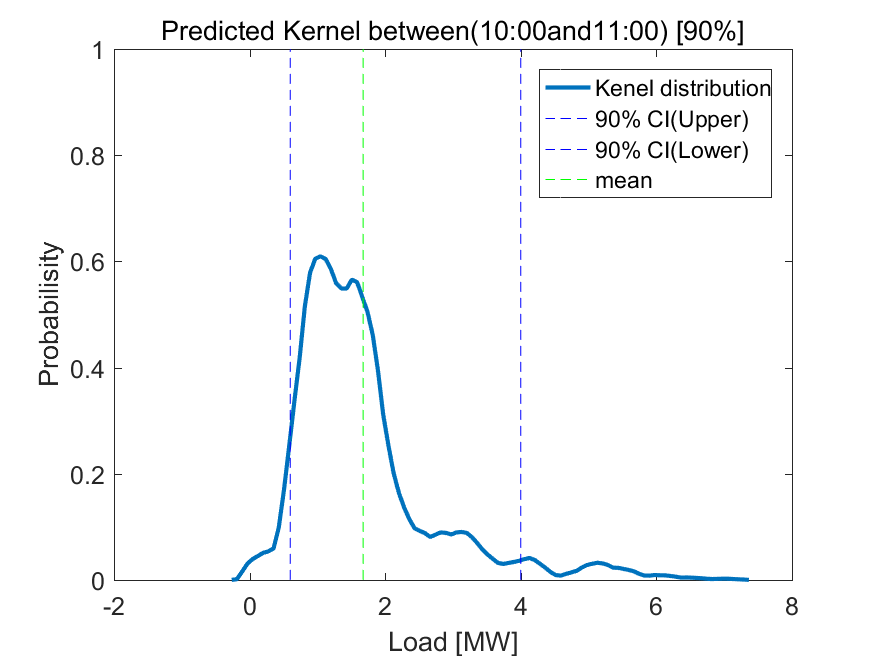 Predicted Kernel between(10:00and11:00) [90%]
1
0.8
0.6
0.4
0.2
0
Probabilisity
Kenel distribution
90% CI(Upper)
90% CI(Lower)
mean
-2
0
2
4
6
8
Load [MW]